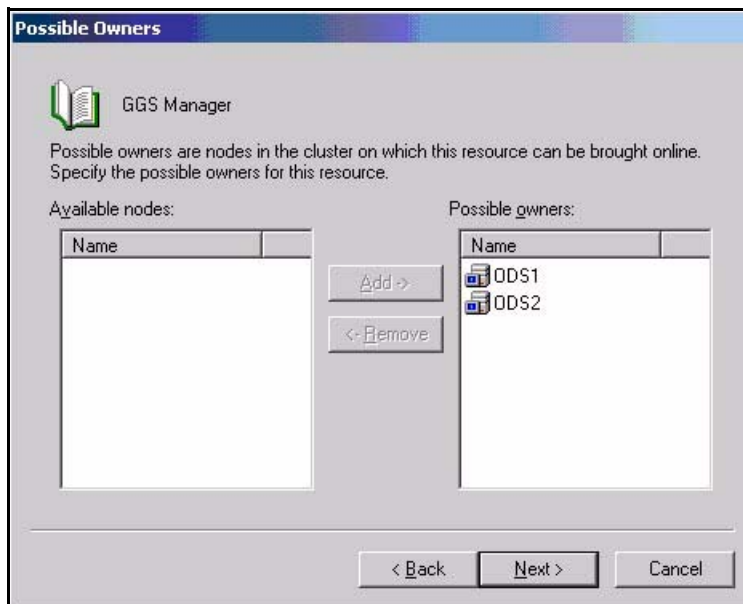 Possible Owners
GGS Manager
Possible owners are nodes in the cluster on which this resource can be brought online.
Specify the possible owners for this resource.
Available nodes:
Name
Add ->
<- Remove
Possible owners:
Name
ODS1
ODS2
< Back
Next >
Cancel